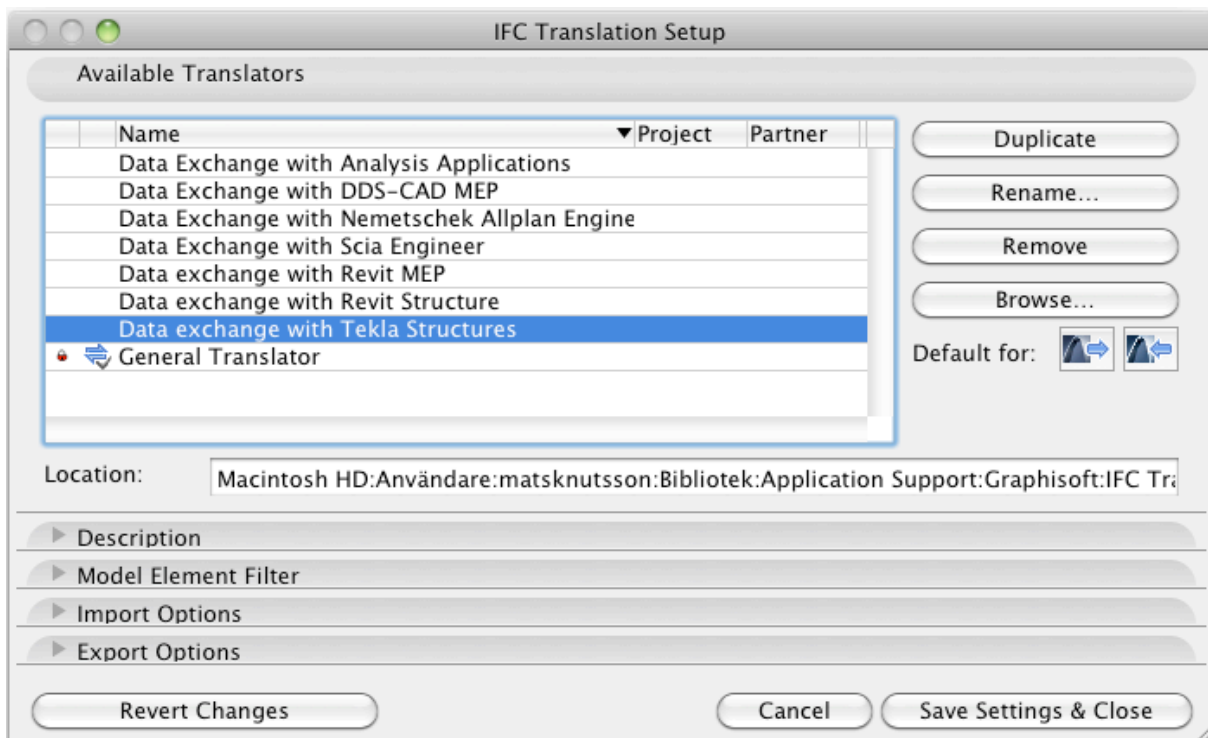 IFC Translation Setup
Available Translators
Name Project Partner
Data Exchange with Analysis Applications
Data Exchange with DDS-CAD MEP
Data Exchange with Nemetschek Allplan Engine
Data Exchange with Scia Engineer
Data exchange with Revit MEP
Data exchange with Revit Structure
Data exchange with Tekla Structures
General Translator
Duplicate
Rename...
Remove
Browse...
Default for:
Location: Macintosh HD:Användare:matsknutsson:Bibliotek:Application Support:Graphisoft:IFC Tra
Description
Model Element Filter
Import Options
Export Options
Revert Changes Cancel Save Settings & Close